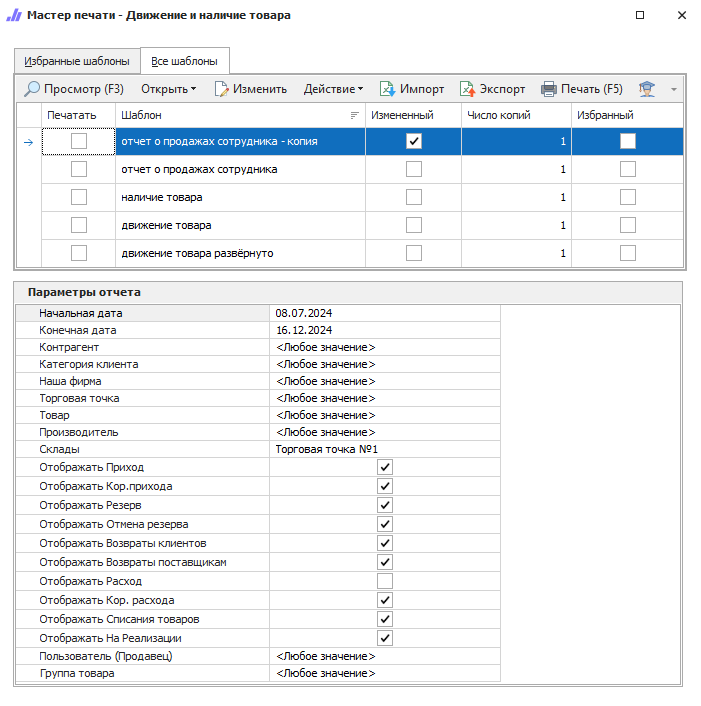 Мастер печати - Движение и наличие товара
Избранные шаблоны Все шаблоны
Просмотр (F3) Открыть Изменить Действие Импорт Экспорт Печать (F5)
Печатать Шаблон Измененный Число копий Избранный
отчет о продажах сотрудника - копия 1
отчет о продажах сотрудника 1
наличие товара 1
движение товара 1
движение товара развёрнуто 1
Параметры отчета
Начальная дата 08.07.2024
Конечная дата 16.12.2024
Контрагент <Любое значение>
Категория клиента <Любое значение>
Наша фирма <Любое значение>
Торговая точка <Любое значение>
Товар <Любое значение>
Производитель <Любое значение>
Склады Торговая точка №1
Отображать Приход
Отображать Кор.прихода
Отображать Резерв
Отображать Отмена резерва
Отображать Возвраты клиентов
Отображать Возвраты поставщикам
Отображать Расход
Отображать Кор. расхода
Отображать Списания товаров
Отображать На Реализации
Пользователь (Продавец) <Любое значение>
Группа товара <Любое значение>